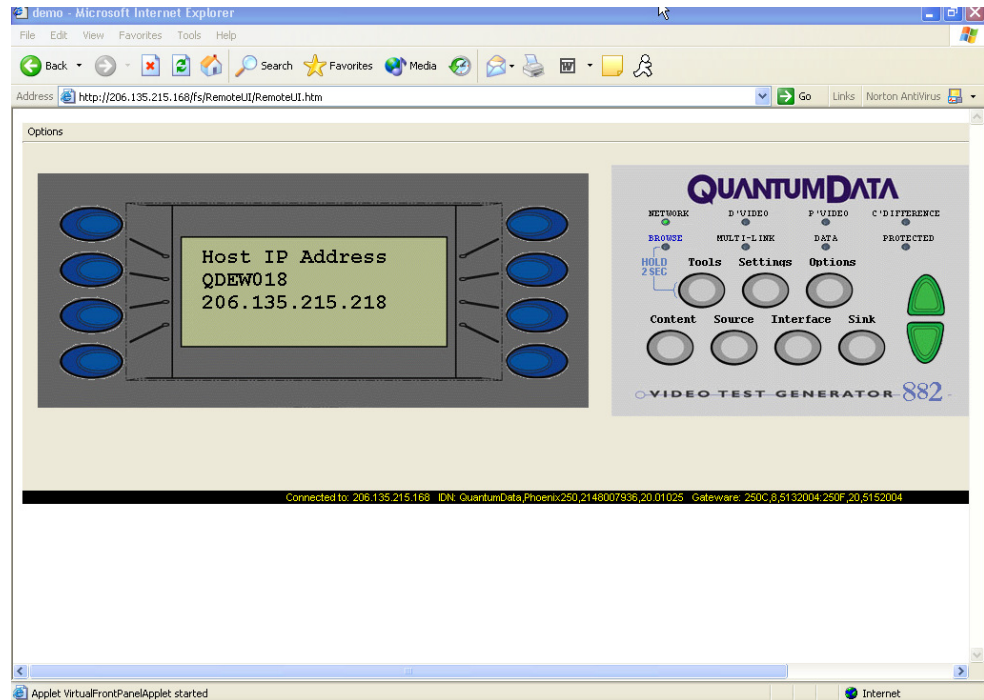 demo - Microsoft Internet Explorer
File Edit View Favorites Tools Help
Back Search Favorites Media
Address http://206.135.215.168/fs/RemoteUI/RemoteUI.htm Go Links Norton AntiVirus
Options
Host IP Address
QDEW018
206.135.215.218
QUANTUMDATA
NETWORK D'VIDEO P'VIDEO C'DIFFERENCE
BROWSE MULTI-LINK DATA PROTECTED
HOLD
2 SEC
Tools Settings Options
Content Source Interface Sink
VIDEO TEST GENERATOR 882
Connected to: 206.135.215.168 IDN: QuantumData,Phoenix250,2148007936,20.01025 Gateware: 250C,8,5132004:250F,20,5152004
Applet VirtualFrontPanelApplet started Internet